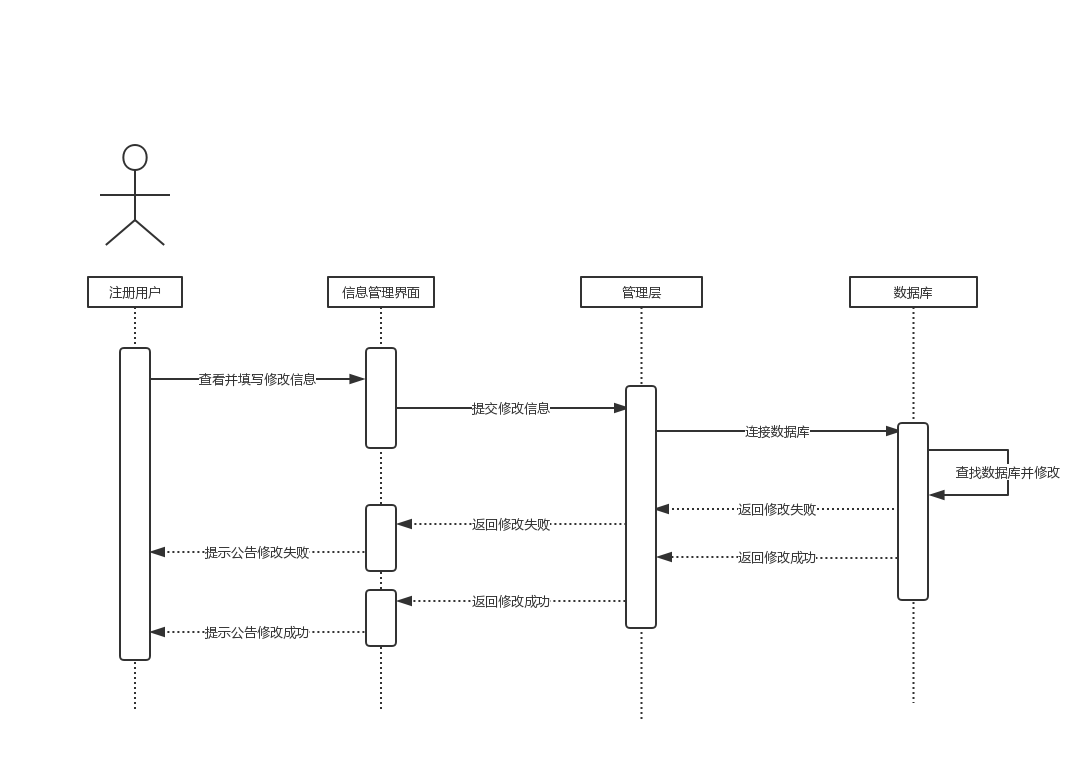 注册用户
信息管理界面
管理层
数据库
查看并填写修改信息
提交修改信息
连接数据库
查找数据库并修改
返回修改失败
返回修改失败
提示公告修改失败
返回修改成功
返回修改成功
提示公告修改成功